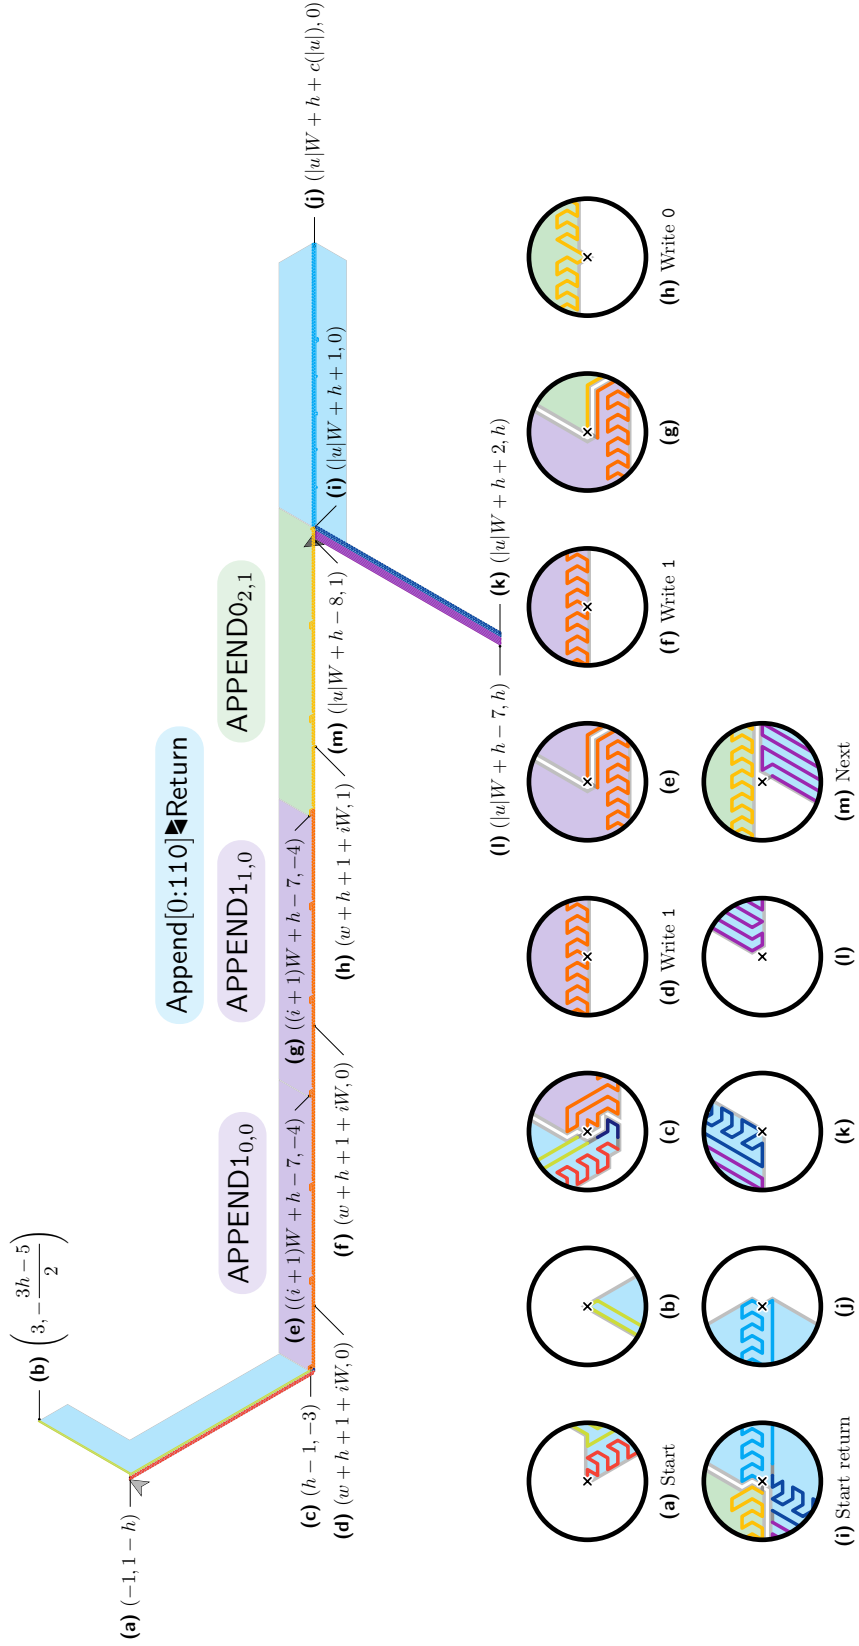 (a) (−1, 1 − h)
(b) (3, −(3h − 5)/2)
(c) (h − 1, −3)
(d) (w + h + 1 + iW, 0)
APPEND1₀,₀
(e) ((i + 1)W + h − 7, −4)
(f) (w + h + 1 + iW, 0)
Append[0:110]◣Return
APPEND1₁,₀
(g) ((i + 1)W + h − 7, −4)
(h) (w + h + 1 + iW, 1)
APPEND0₂,₁
(m) (|u|W + h − 8, 1)
(i) (|u|W + h + 1, 0)
(j) (|u|W + h + c(|u|), 0)
(l) (|u|W + h − 7, h)
(k) (|u|W + h + 2, h)
(a) Start
(b)
(c)
(d) Write 1
(e)
(f) Write 1
(g)
(h) Write 0
(i) Start return
(j)
(k)
(l)
(m) Next